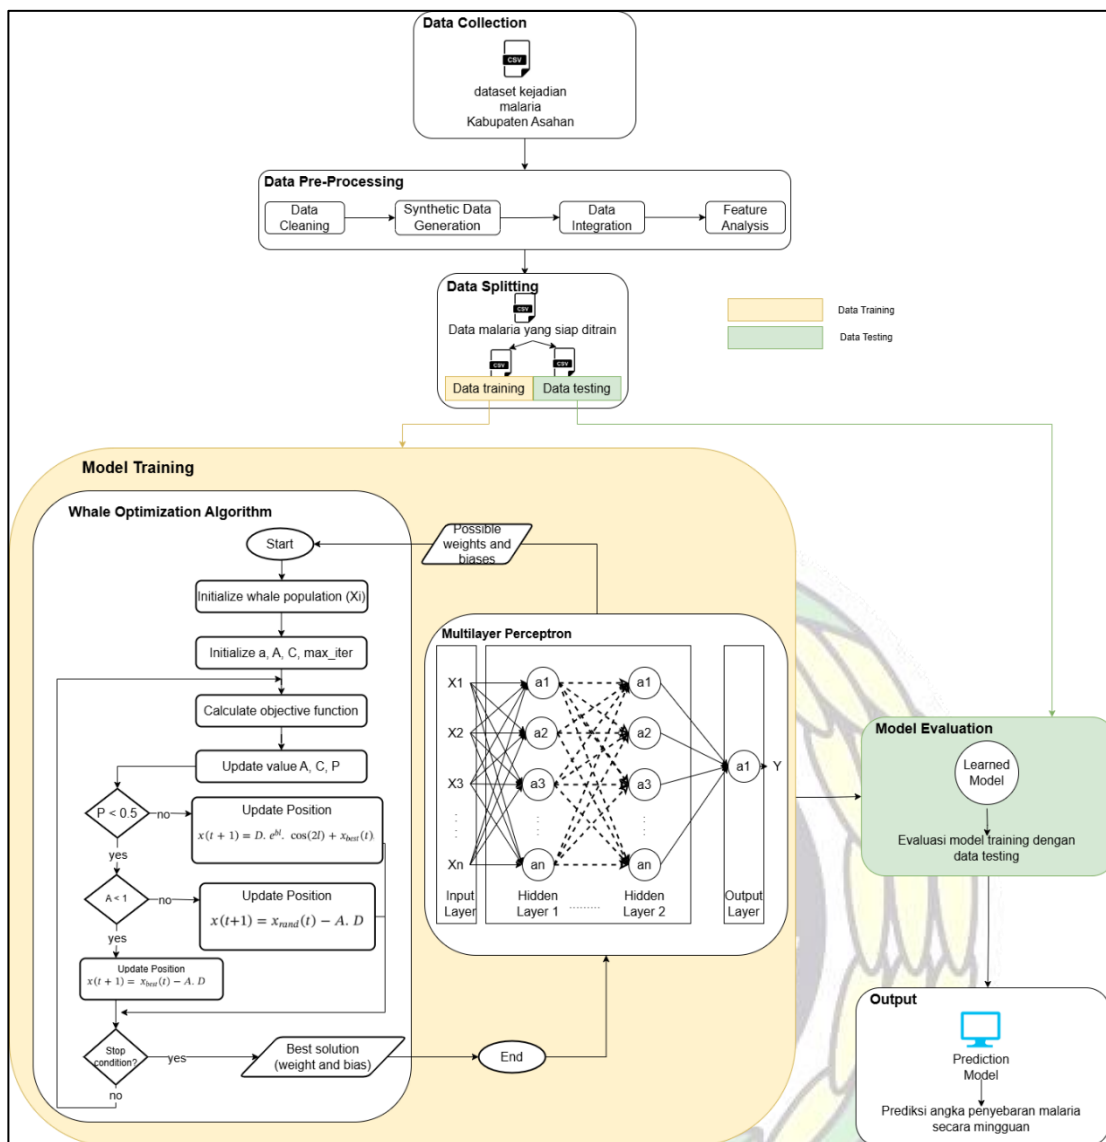 Data Collection
CSV
dataset kejadian
malaria
Kabupaten Asahan
Data Pre-Processing
Data
Cleaning
Synthetic Data
Generation
Data
Integration
Feature
Analysis
Data Splitting
CSV
Data malaria yang siap ditrain
CSV
CSV
Data training
Data testing
Data Training
Data Testing
Model Training
Whale Optimization Algorithm
Start
Initialize whale population (Xi)
Initialize a, A, C, max_iter
Calculate objective function
Update value A, C, P
P < 0.5
no
Update Position
x(t + 1) = D. e^{bl}. cos(2l) + x_{best}(t).
yes
A < 1
no
Update Position
x(t+1) = x_{rand}(t) − A. D
yes
Update Position
x(t + 1) = x_{best}(t) − A. D
Stop
condition?
yes
no
Best solution
(weight and bias)
End
Possible
weights and
biases
Multilayer Perceptron
X1
X2
X3
Xn
a1
a2
a3
an
a1
a2
a3
an
a1
Y
Input
Layer
Hidden
Layer 1
.........
Hidden
Layer 2
Output
Layer
Model Evaluation
Learned
Model
Evaluasi model training dengan
data testing
Output
Prediction
Model
Prediksi angka penyebaran malaria
secara mingguan